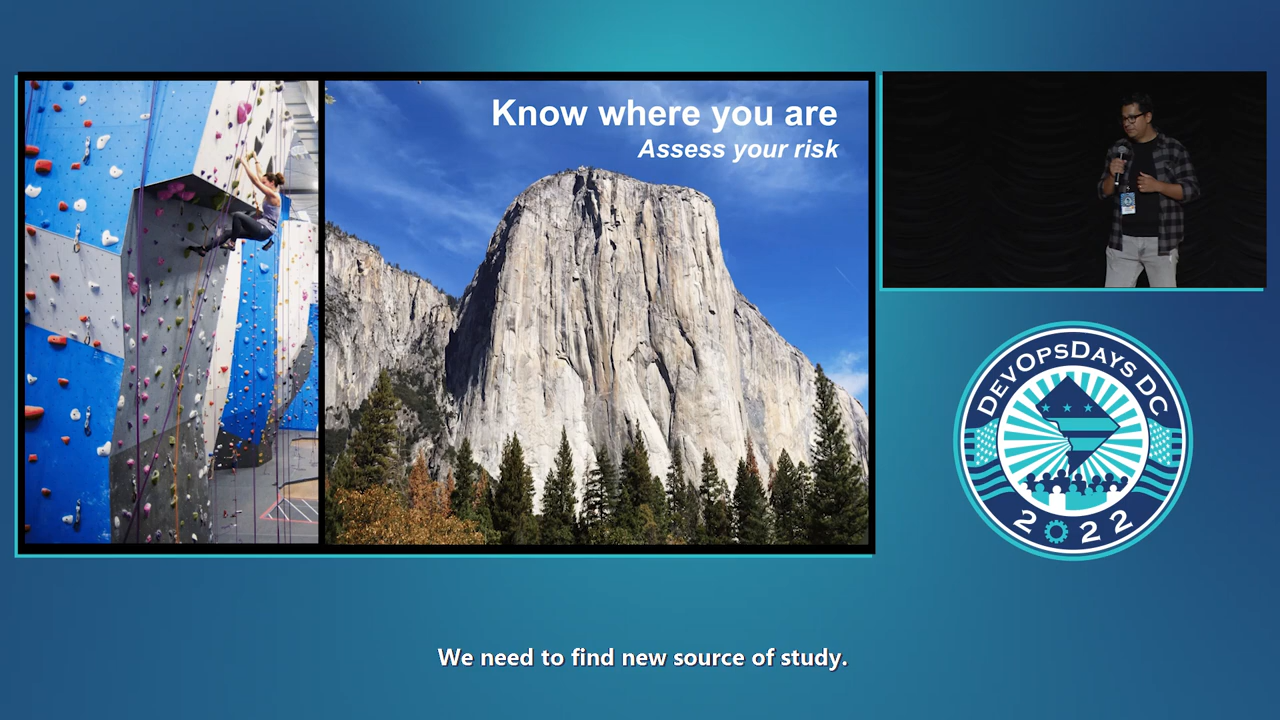 Know where you are
Assess your risk
DEVOPSDAYS DC
2022
We need to find new source of study.